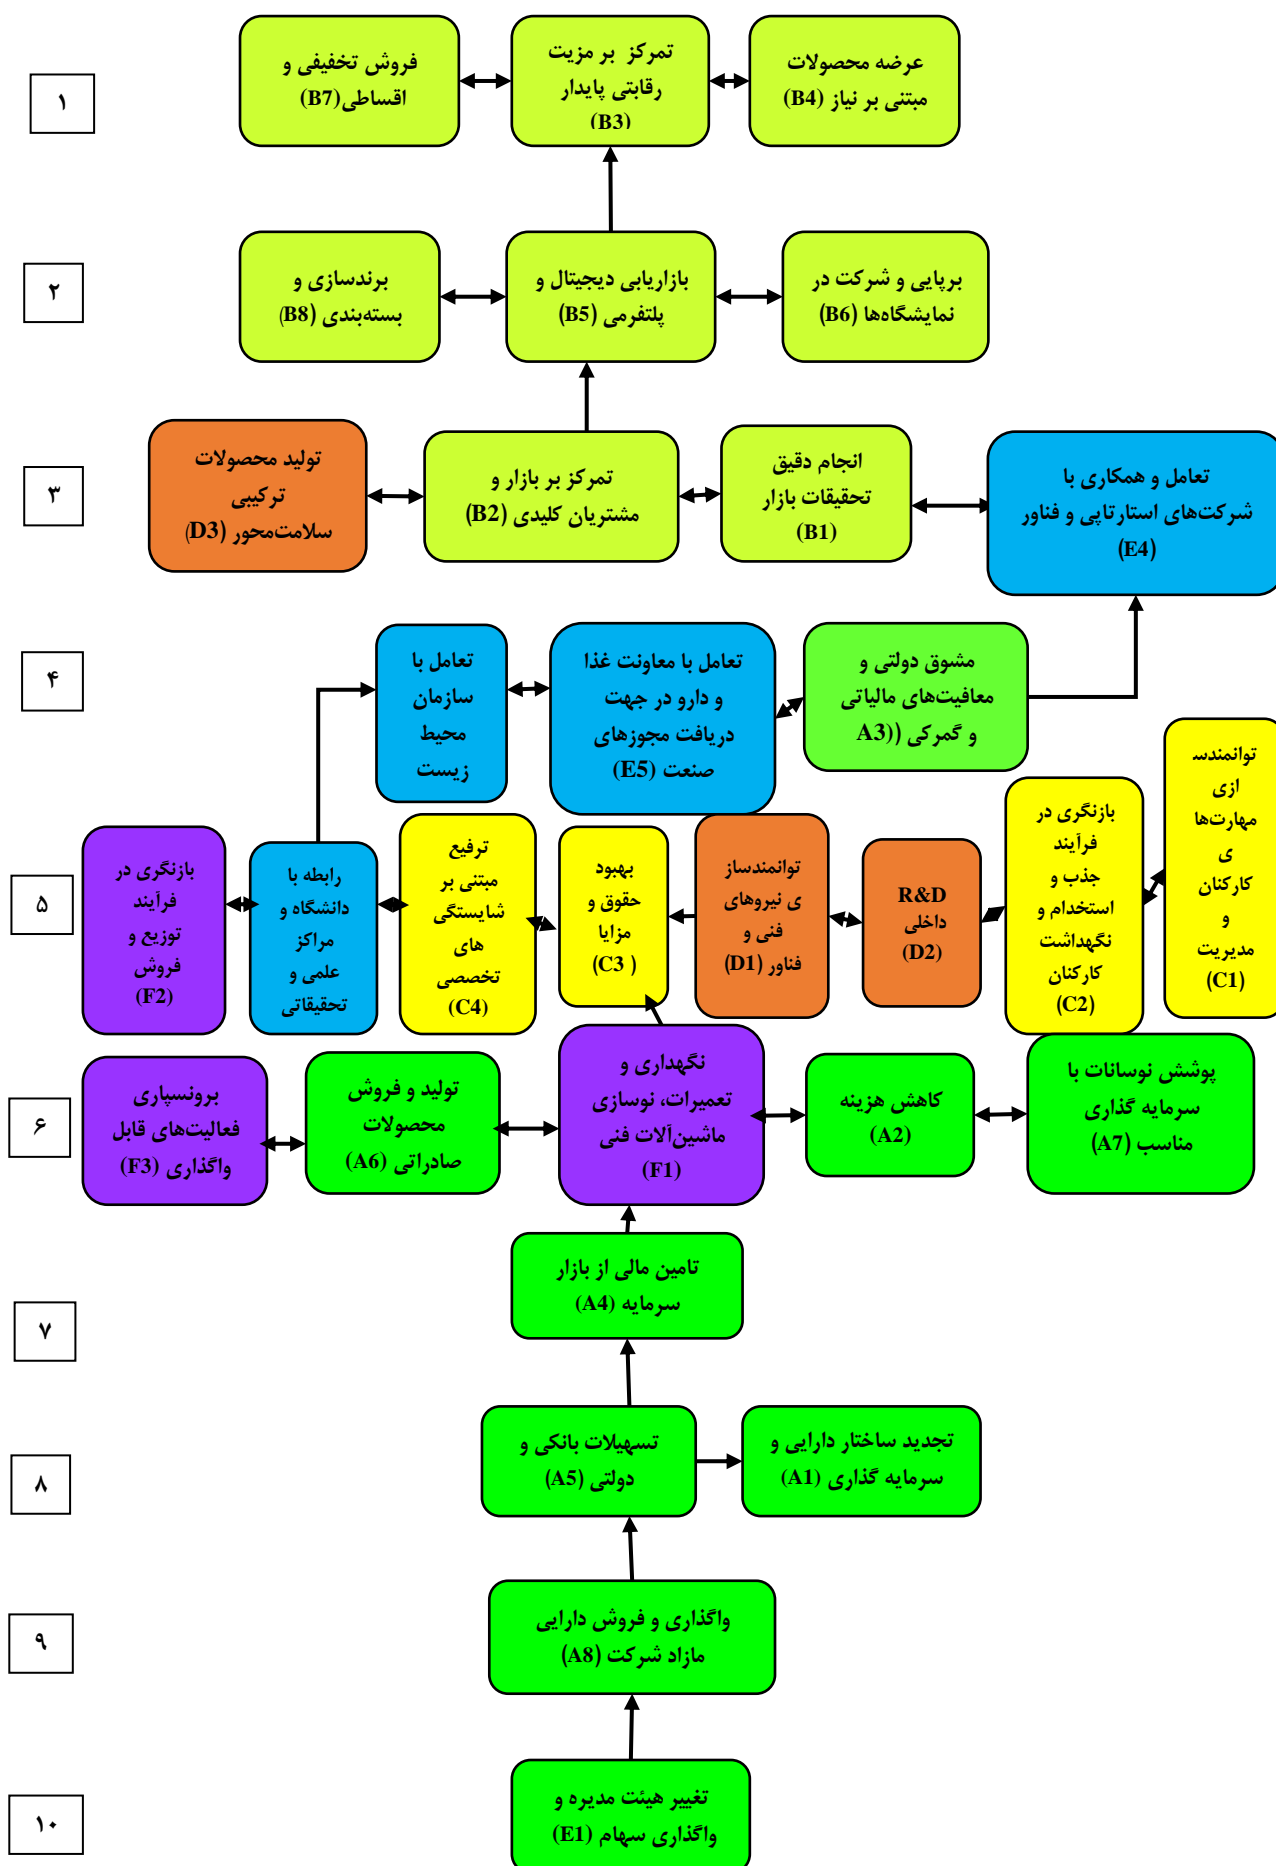 ۱
عرضه محصولات
مبتنی بر نیاز (B4)
تمرکز بر مزیت
رقابتی پایدار
(B3)
فروش تخفیفی و
اقساطی(B7)
۲
برپایی و شرکت در
نمایشگاه‌ها (B6)
بازاریابی دیجیتال و
پلتفرمی (B5)
برندسازی و
بسته‌بندی (B8)
۳
تعامل و همکاری با
شرکت‌های استارتاپی و فناور
(E4)
انجام دقیق
تحقیقات بازار
(B1)
تمرکز بر بازار و
مشتریان کلیدی (B2)
تولید محصولات
ترکیبی
سلامت‌محور (D3)
۴
مشوق دولتی و
معافیت‌های مالیاتی
و گمرکی ((A3
تعامل با معاونت غذا
و دارو در جهت
دریافت مجوزهای
صنعت (E5)
تعامل با
سازمان
محیط
زیست
۵
توانمندس
ازی
مهارت‌ها
ی
کارکنان
و
مدیریت
(C1)
بازنگری در
فرآیند
جذب و
استخدام و
نگهداشت
کارکنان
(C2)
R&D
داخلی
(D2)
توانمندساز
ی نیروهای
فنی و
فناور (D1)
بهبود
حقوق و
مزایا
(C3 )
ترفیع
مبتنی بر
شایستگی
های
تخصصی
(C4)
رابطه با
دانشگاه و
مراکز
علمی و
تحقیقاتی
بازنگری در
فرآیند
توزیع و
فروش
(F2)
۶
پوشش نوسانات با
سرمایه گذاری
مناسب (A7)
کاهش هزینه
(A2)
نگهداری و
تعمیرات، نوسازی
ماشین‌آلات فنی
(F1)
تولید و فروش
محصولات
صادراتی (A6)
برونسپاری
فعالیت‌های قابل
واگذاری (F3)
۷
تامین مالی از بازار
سرمایه (A4)
۸
تجدید ساختار دارایی و
سرمایه گذاری (A1)
تسهیلات بانکی و
دولتی (A5)
۹
واگذاری و فروش دارایی
مازاد شرکت (A8)
۱۰
تغییر هیئت مدیره و
واگذاری سهام (E1)